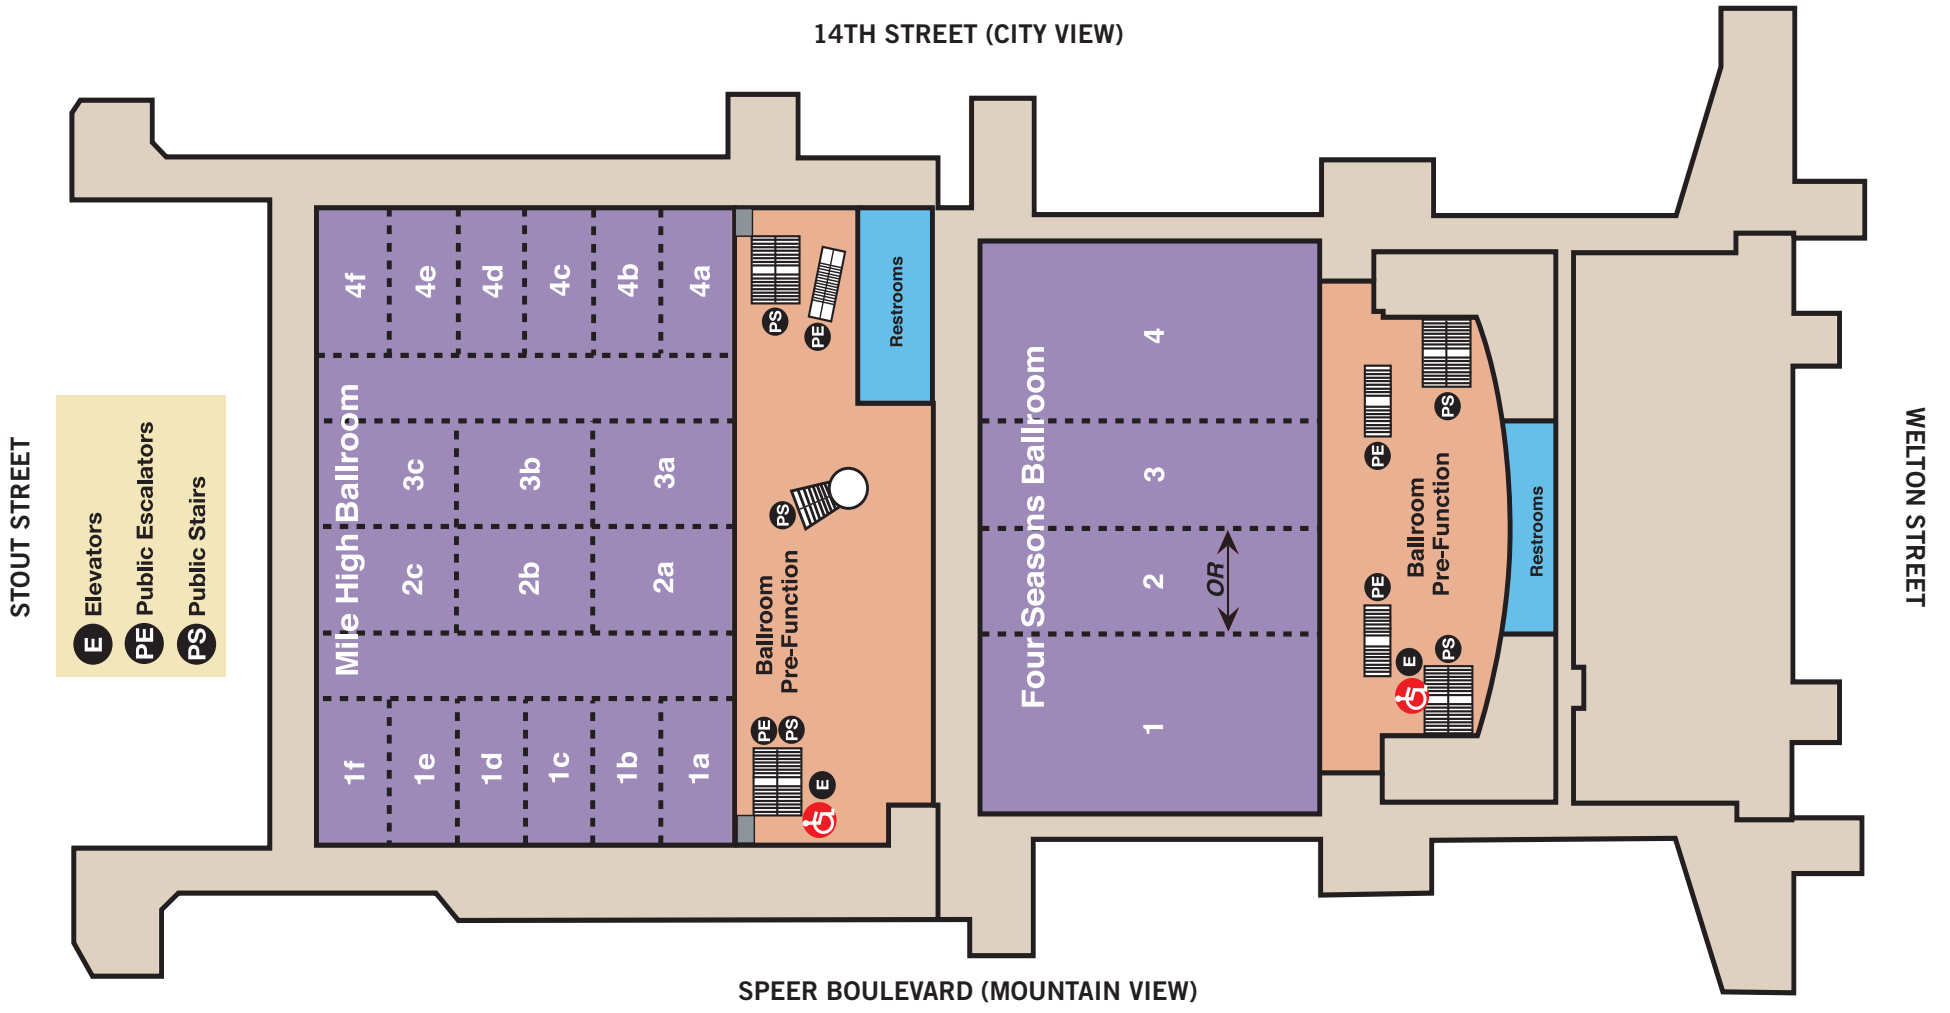 14TH STREET (CITY VIEW)
STOUT STREET
E Elevators
PE Public Escalators
PS Public Stairs
Mile High Ballroom
4f
4e
4d
4c
4b
4a
3c
3b
3a
2c
2b
2a
1f
1e
1d
1c
1b
1a
PS
PE
Restrooms
PS
Ballroom
Pre-Function
PE
PS
E
Four Seasons Ballroom
4
3
2
OR
1
PS
PE
Ballroom
Pre-Function
PE
E
PS
Restrooms
WELTON STREET
SPEER BOULEVARD (MOUNTAIN VIEW)